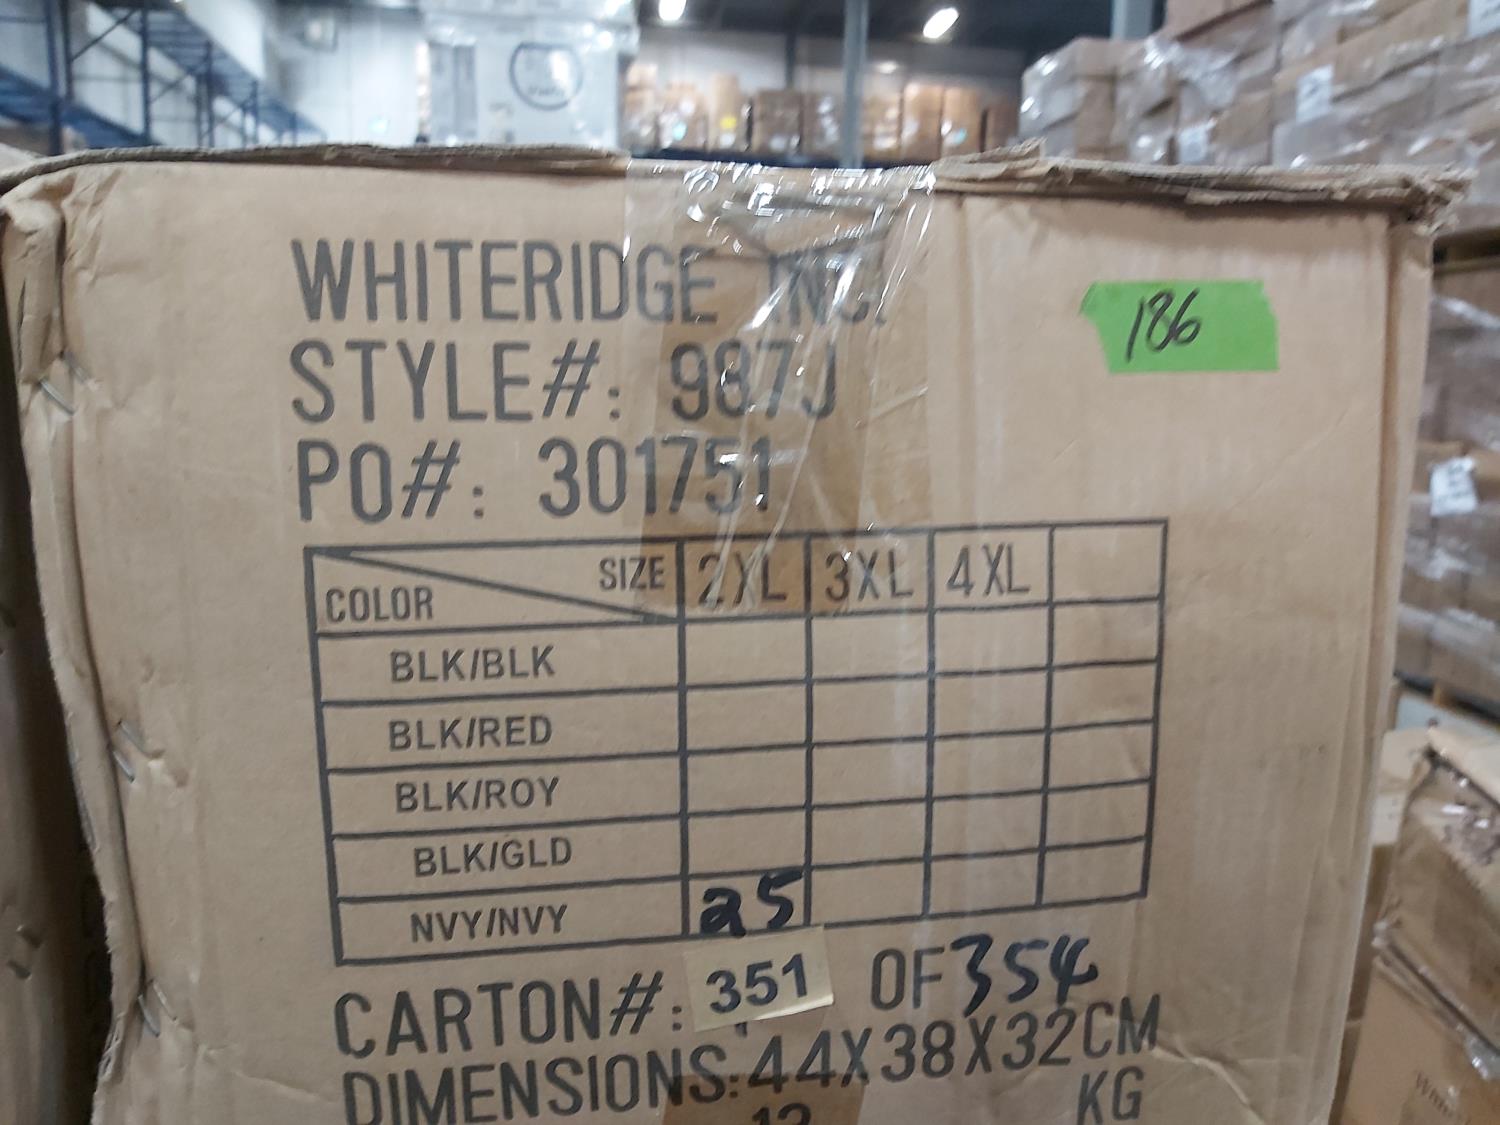 WHITERIDGE INC.
186
STYLE#: 987J
PO#: 301751
SIZE 2XL 3XL 4XL
COLOR
BLK/BLK
BLK/RED
BLK/ROY
BLK/GLD
NVY/NVY 25
CARTON#: 351 OF 354
DIMENSIONS:44X38X32CM
KG